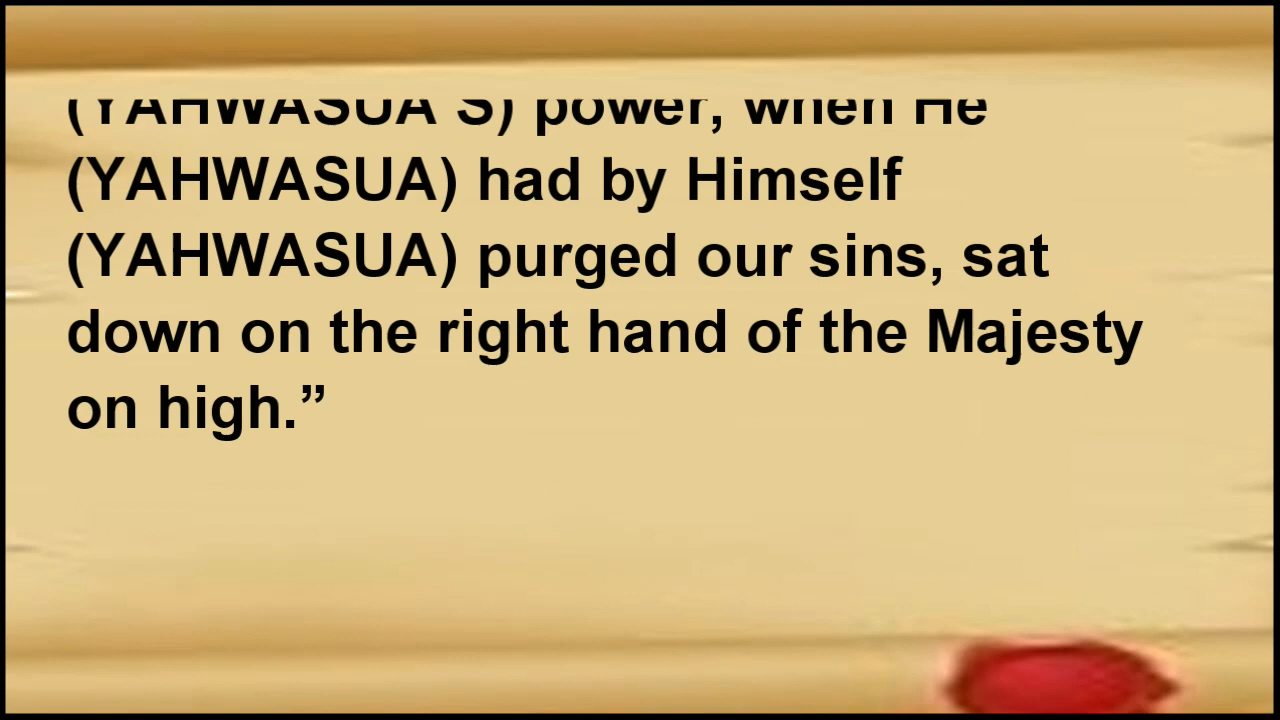 (YAHWASUA'S) power, when He
(YAHWASUA) had by Himself
(YAHWASUA) purged our sins, sat
down on the right hand of the Majesty
on high.”